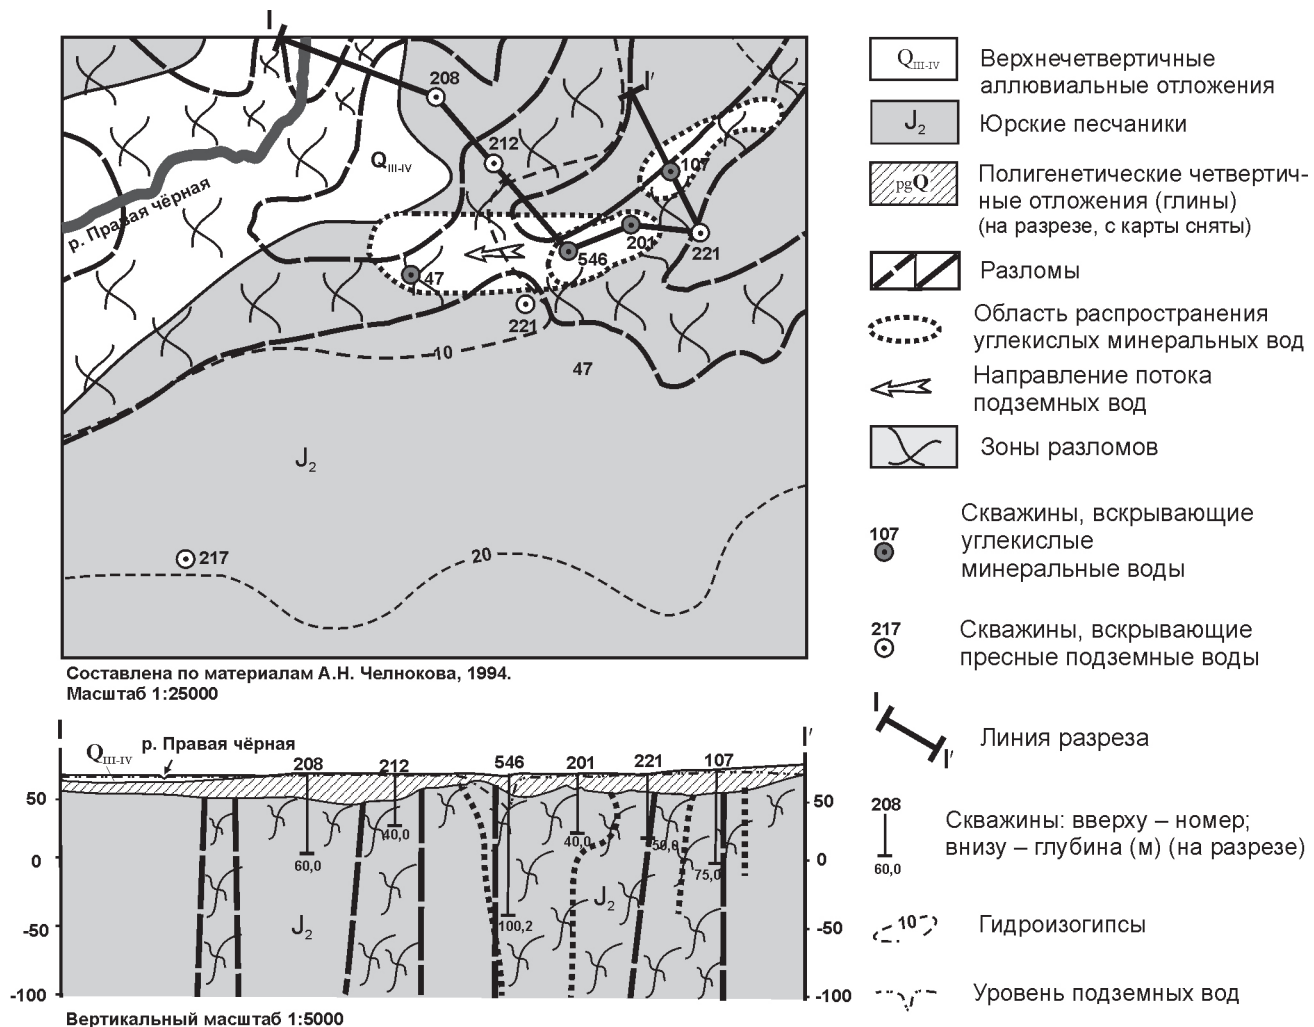 I
208
I'
212
107
Q III-IV
р. Правая чёрная
201
221
546
47
221
10
47
J2
20
217
Составлена по материалам А.Н. Челнокова, 1994.
Масштаб 1:25000
I
I'
Q III-IV
р. Правая чёрная
208
212
546
201
221
107
50
0
-50
-100
50
0
-50
-100
60,0
40,0
100,2
40,0
50,0
75,0
J2
J2
Вертикальный масштаб 1:5000
Q III-IV
Верхнечетвертичные
аллювиальные отложения
J2
Юрские песчаники
pgQ
Полигенетические четвертич-
ные отложения (глины)
(на разрезе, с карты сняты)
Разломы
Область распространения
углекислых минеральных вод
Направление потока
подземных вод
Зоны разломов
107
Скважины, вскрывающие
углекислые
минеральные воды
217
Скважины, вскрывающие
пресные подземные воды
I
I'
Линия разреза
208
60,0
Скважины: вверху – номер;
внизу – глубина (м) (на разрезе)
10
Гидроизогипсы
Уровень подземных вод